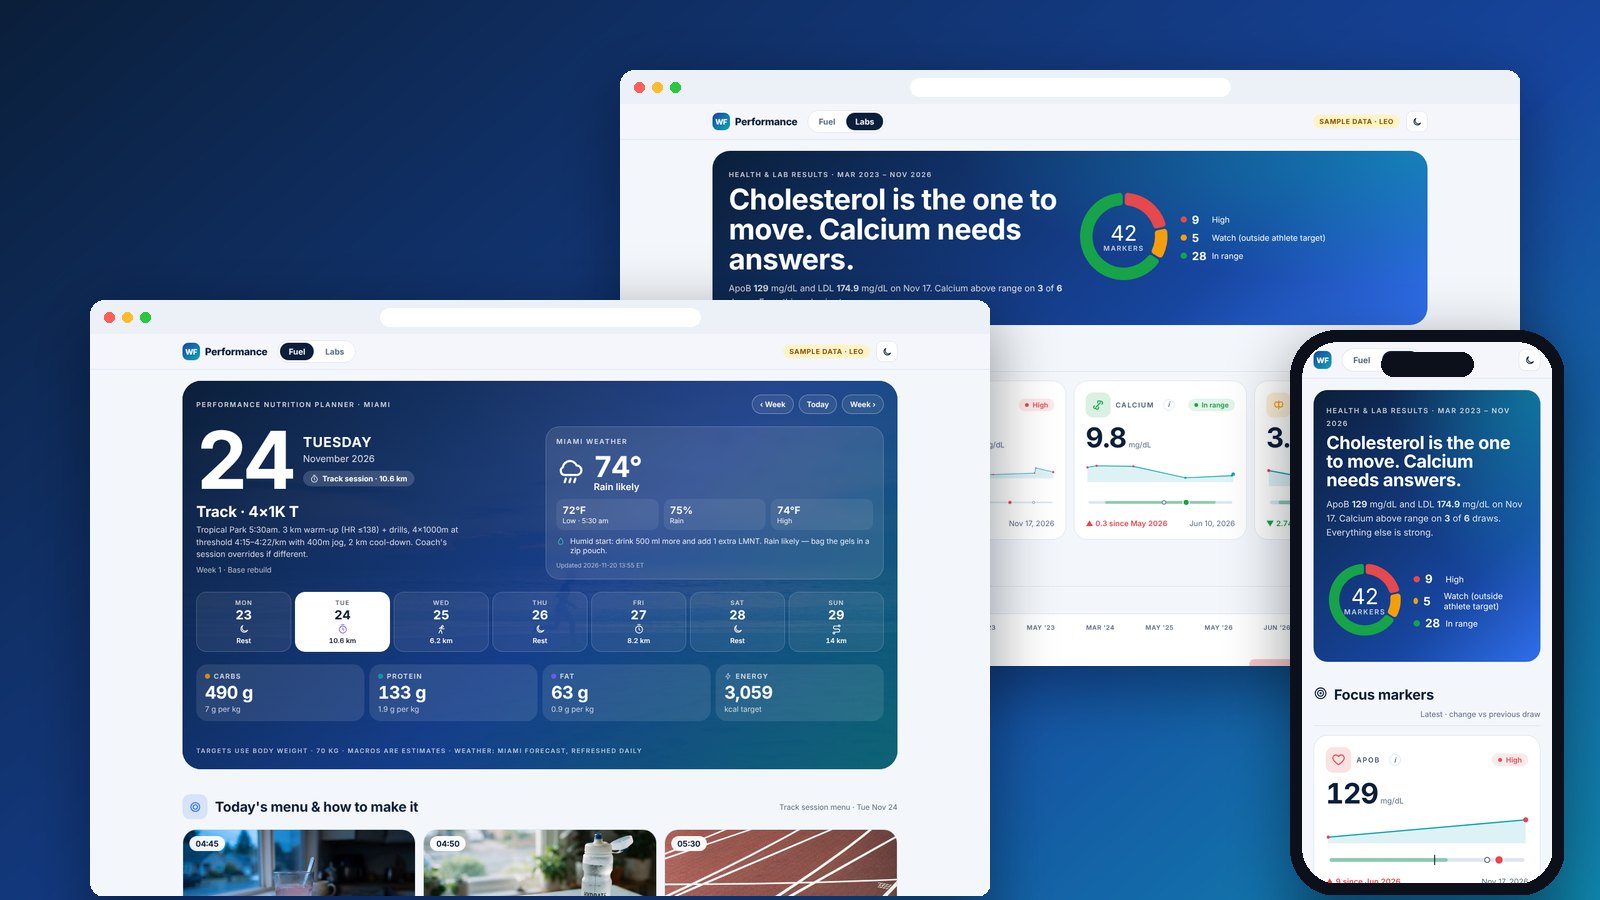 WF Performance Fuel Labs
SAMPLE DATA · LEO
HEALTH & LAB RESULTS · MAR 2023 – NOV 2026
Cholesterol is the one to
move. Calcium needs
answers.
ApoB 129 mg/dL and LDL 174.9 mg/dL on Nov 17. Calcium above range on 3 of 6
42
MARKERS
9 High
5 Watch (outside athlete target)
28 In range
High
CALCIUM i In range
9.8 mg/dL
3.
Nov 17, 2026
▲ 0.3 since May 2026 Jun 10, 2026
MAY '23 MAR '24 MAY '25 MAY '26
WF Performance Fuel Labs
SAMPLE DATA · LEO
PERFORMANCE NUTRITION PLANNER · MIAMI
‹ Week Today Week ›
24
TUESDAY
November 2026
Track session · 10.6 km
Track · 4×1K T
Tropical Park 5:30am. 3 km warm-up (HR ≤138) + drills, 4×1000m at
threshold 4:15–4:22/km with 400m jog, 2 km cool-down. Coach's
session overrides if different.
Week 1 · Base rebuild
MIAMI WEATHER
74°
Rain likely
72°F
Low · 5:30 am
75%
Rain
74°F
High
Humid start: drink 500 ml more and add 1 extra LMNT. Rain likely — bag the gels in a
zip pouch.
Updated 2026-11-20 13:55 ET
MON TUE WED THU FRI SAT SUN
23 24 25 26 27 28 29
Rest 10.6 km 6.2 km Rest 8.2 km Rest 14 km
CARBS
490 g
7 g per kg
PROTEIN
133 g
1.9 g per kg
FAT
63 g
0.9 g per kg
ENERGY
3,059
kcal target
TARGETS USE BODY WEIGHT · 70 KG · MACROS ARE ESTIMATES · WEATHER: MIAMI FORECAST, REFRESHED DAILY
Today's menu & how to make it
Track session menu · Tue Nov 24
04:45 04:50 05:30
WF Fuel
HEALTH & LAB RESULTS · MAR 2023 – NOV
2026
Cholesterol is the one
to move. Calcium
needs answers.
ApoB 129 mg/dL and LDL 174.9 mg/dL on Nov
17. Calcium above range on 3 of 6 draws.
Everything else is strong.
42
MARKERS
9 High
5 Watch (outside
athlete target)
28 In range
Focus markers
Latest · change vs previous draw
APOB i High
129 mg/dL
▲ 9 since Jun 2026 Nov 17, 2026